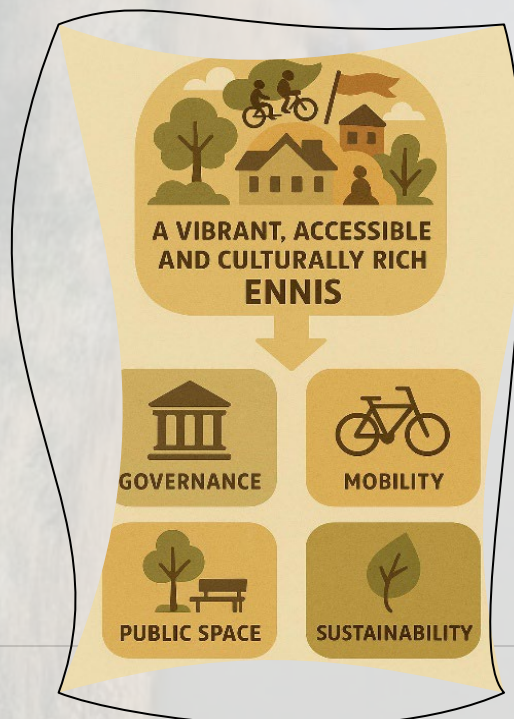 A VIBRANT, ACCESSIBLE
AND CULTURALLY RICH
ENNIS
GOVERNANCE
MOBILITY
PUBLIC SPACE
SUSTAINABILITY